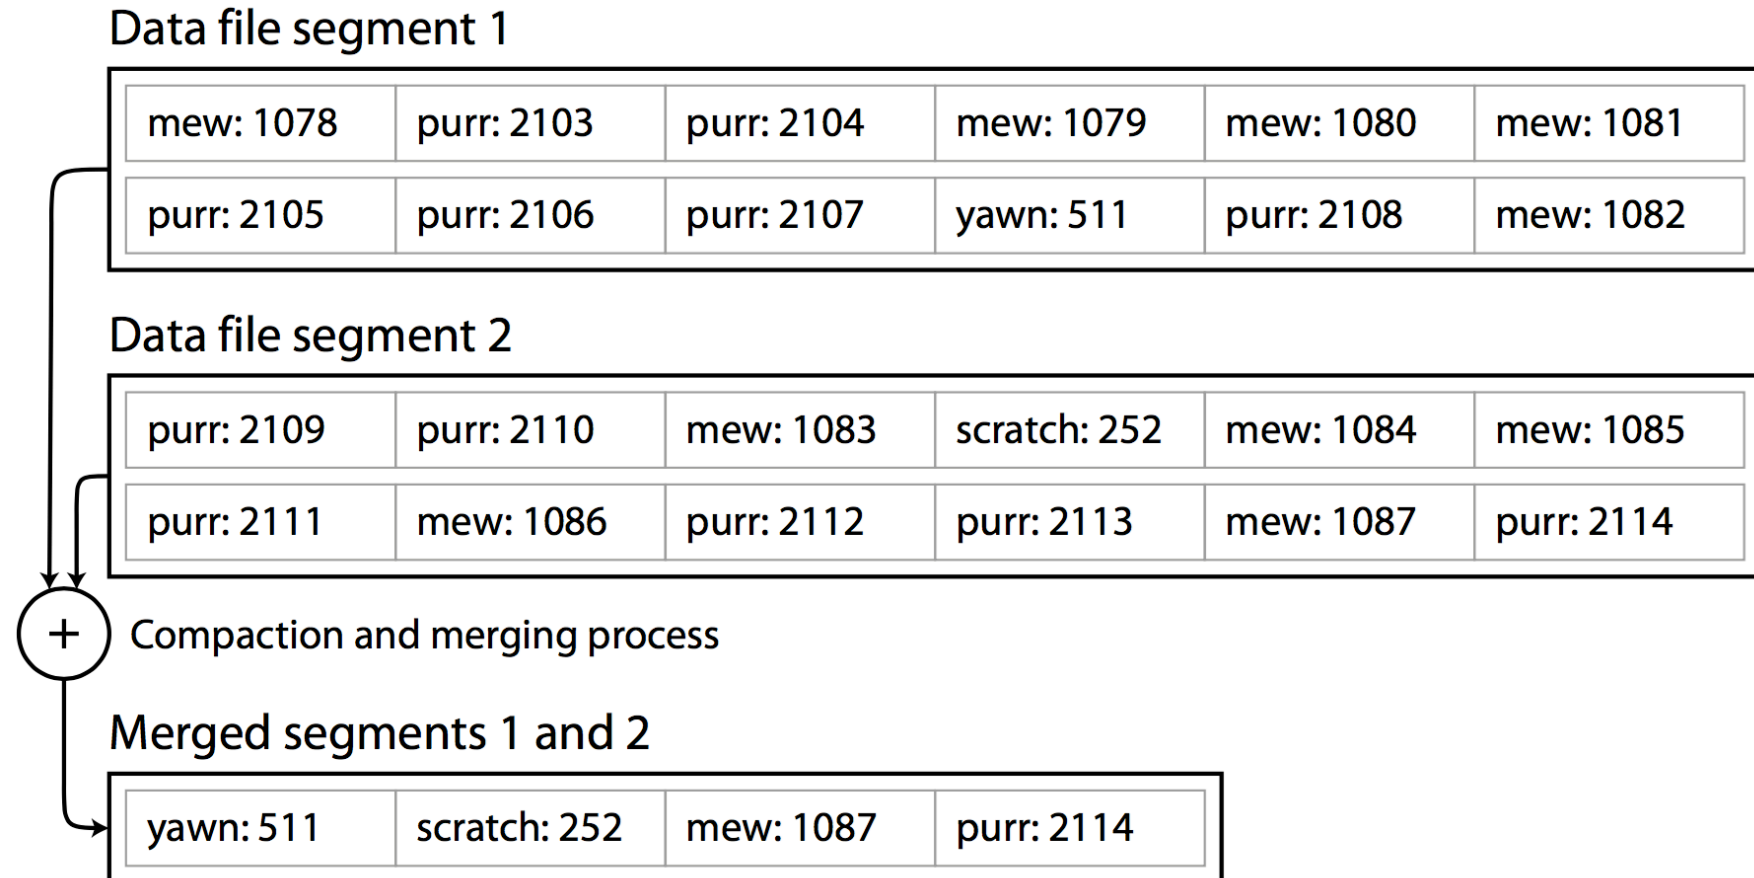 Data file segment 1
mew: 1078 purr: 2103 purr: 2104 mew: 1079 mew: 1080 mew: 1081
purr: 2105 purr: 2106 purr: 2107 yawn: 511 purr: 2108 mew: 1082
Data file segment 2
purr: 2109 purr: 2110 mew: 1083 scratch: 252 mew: 1084 mew: 1085
purr: 2111 mew: 1086 purr: 2112 purr: 2113 mew: 1087 purr: 2114
+ Compaction and merging process
Merged segments 1 and 2
yawn: 511 scratch: 252 mew: 1087 purr: 2114